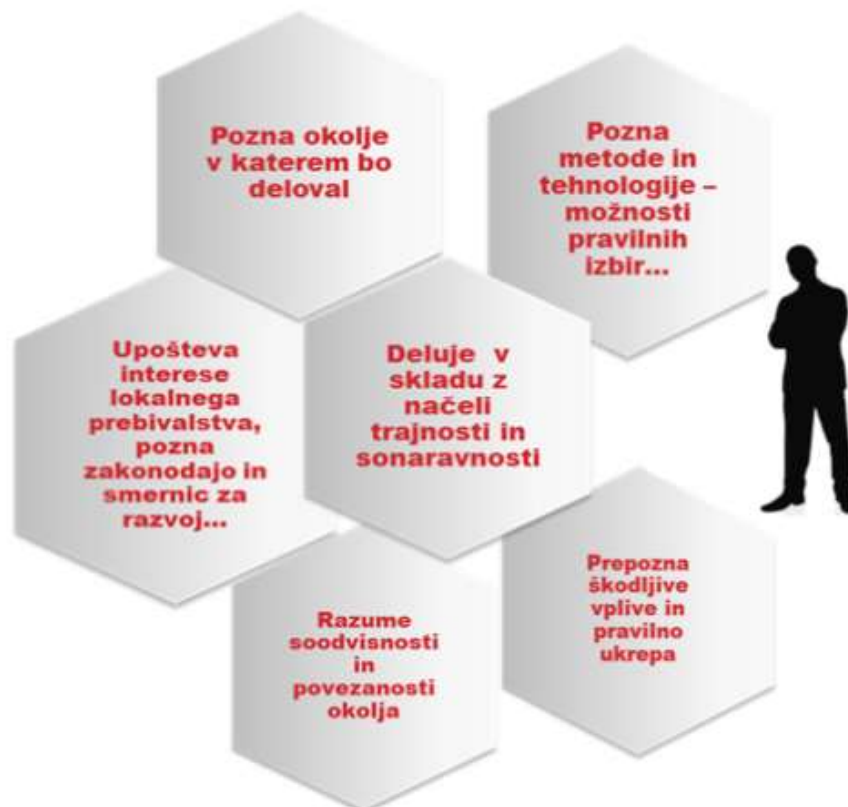 Pozna okolje
v katerem bo
deloval
Pozna
metode in
tehnologije –
možnosti
pravilnih
izbir...
Upošteva
interese
lokalnega
prebivalstva,
pozna
zakonodajo in
smernic za
razvoj...
Deluje v
skladu z
načeli
trajnosti in
sonaravnosti
Razume
soodvisnosti
in
povezanosti
okolja
Prepozna
škodljive
vplive in
pravilno
ukrepa